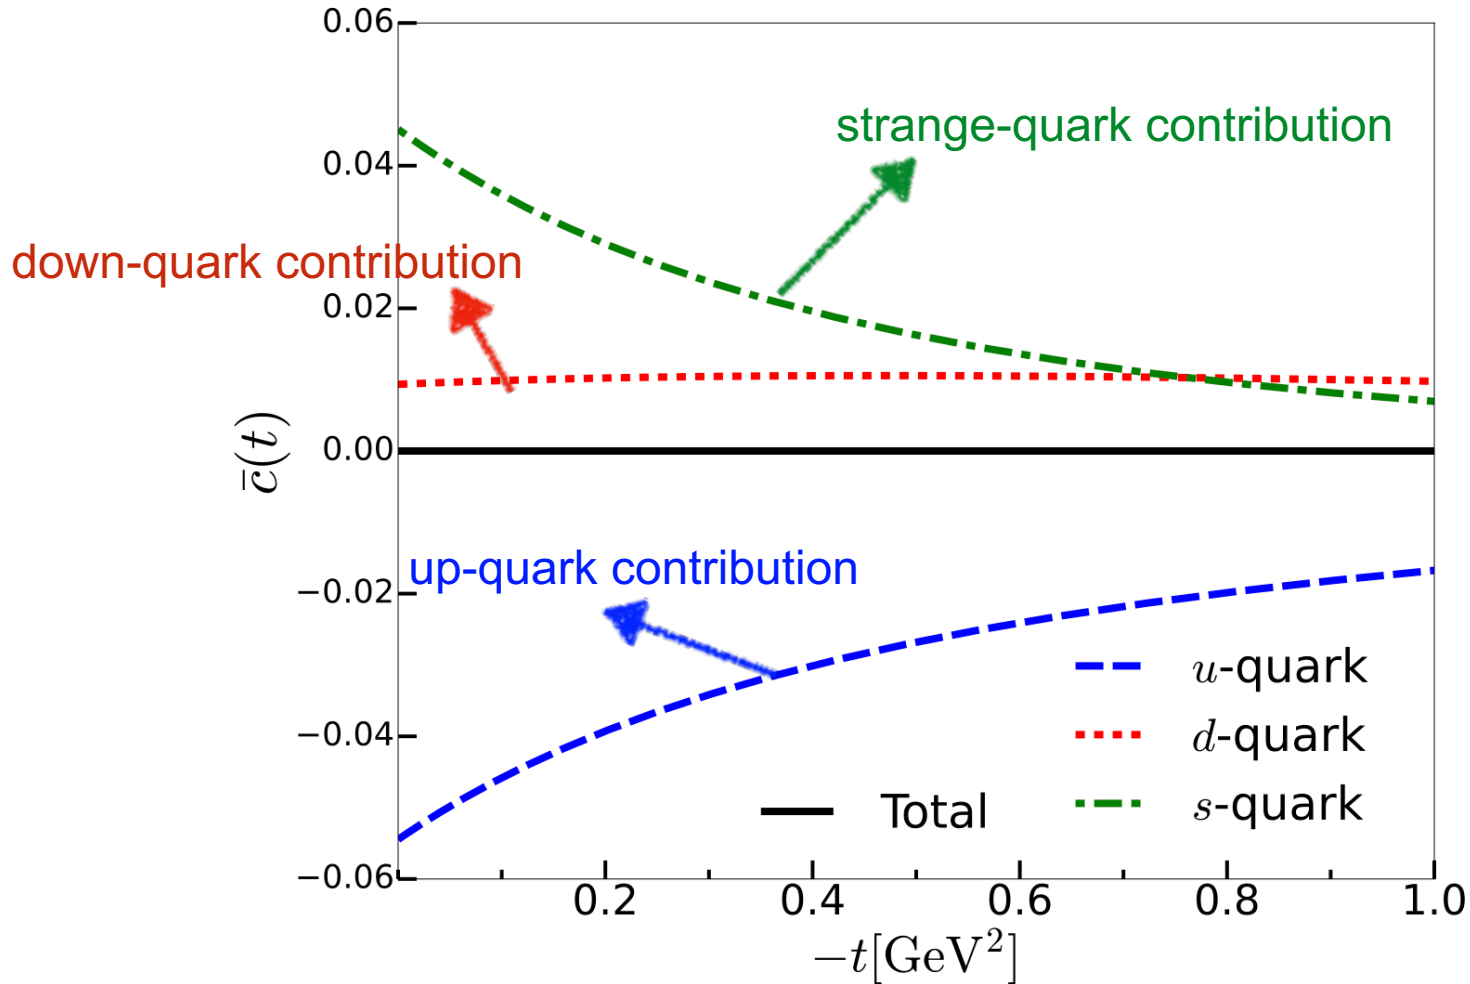 0.06
strange-quark contribution
0.04
down-quark contribution
0.02
0.00
c̄(t)
up-quark contribution
−0.02
u-quark
−0.04
d-quark
s-quark
Total
−0.06
0.2 0.4 0.6 0.8 1.0
−t[GeV²]